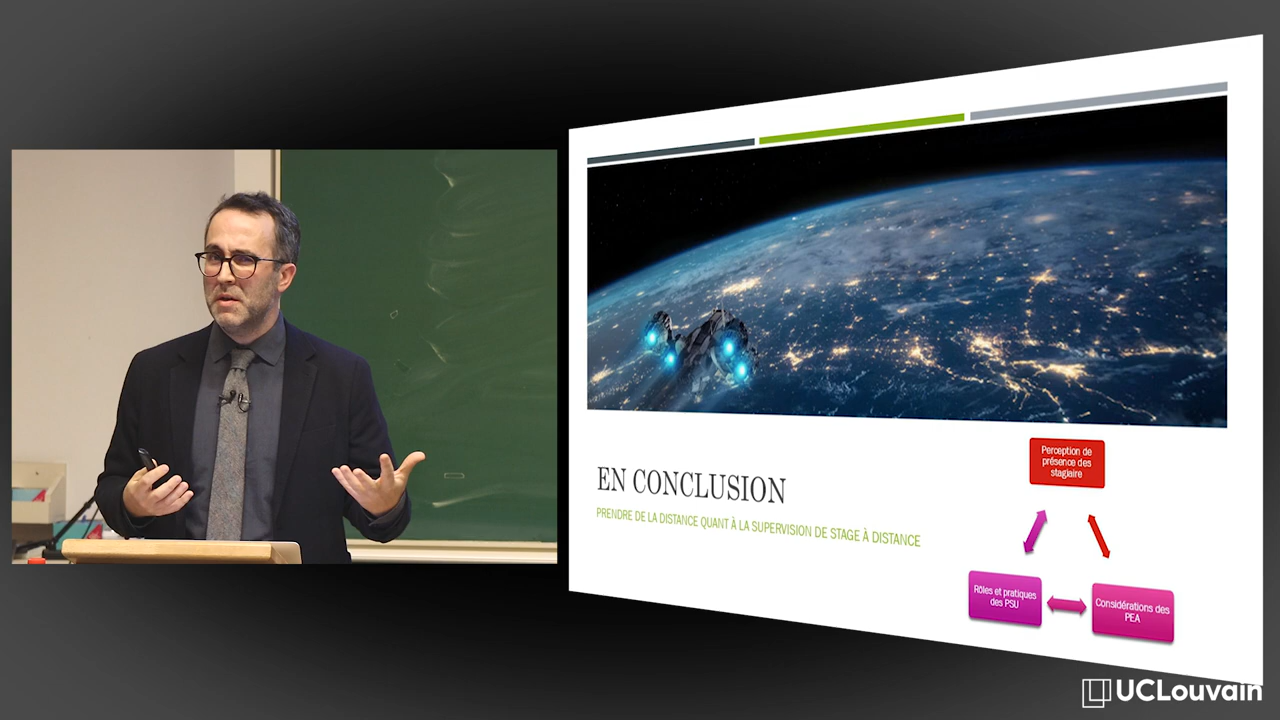 EN CONCLUSION
PRENDRE DE LA DISTANCE QUANT À LA SUPERVISION DE STAGE À DISTANCE
Perception de
présence des
stagiaire
Rôles et pratiques
des PSU
Considérations des
PEA
UCLouvain